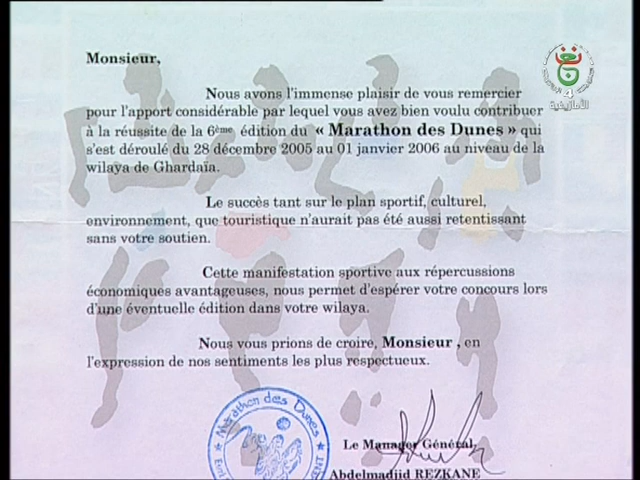 Monsieur,
Nous avons l'immense plaisir de vous remercier
pour l'apport considérable par lequel vous avez bien voulu contribuer
à la réussite de la 6ème édition du « Marathon des Dunes » qui
s'est déroulé du 28 décembre 2005 au 01 janvier 2006 au niveau de la
wilaya de Ghardaïa.
Le succès tant sur le plan sportif, culturel,
environnement, que touristique n'aurait pas été aussi retentissant
sans votre soutien.
Cette manifestation sportive aux répercussions
économiques avantageuses, nous permet d'espérer votre concours lors
d'une éventuelle édition dans votre wilaya.
Nous vous prions de croire, Monsieur , en
l'expression de nos sentiments les plus respectueux.
Marathon des Dunes
Le Manager Général,
Abdelmadjid REZKANE
4
الأمازيغية